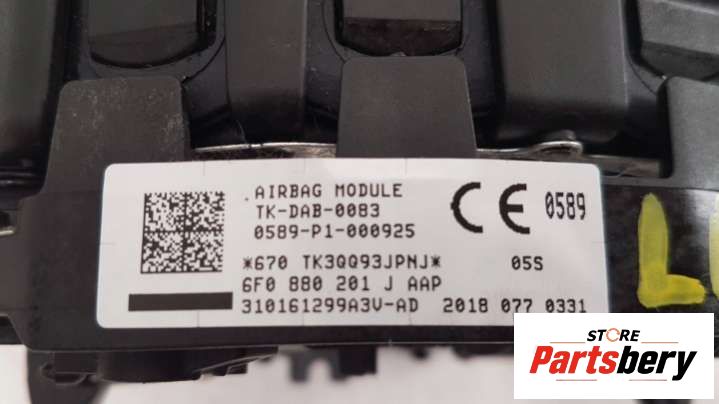 .AIRBAG MODULE
TK-DAB-0083
0589-P1-000925
CE 0589
*670 TK3QQ93JPNJ* 05S
6F0 880 201 J AAP
310161299A3V-AD 2018 077 0331
STORE
Partsbery